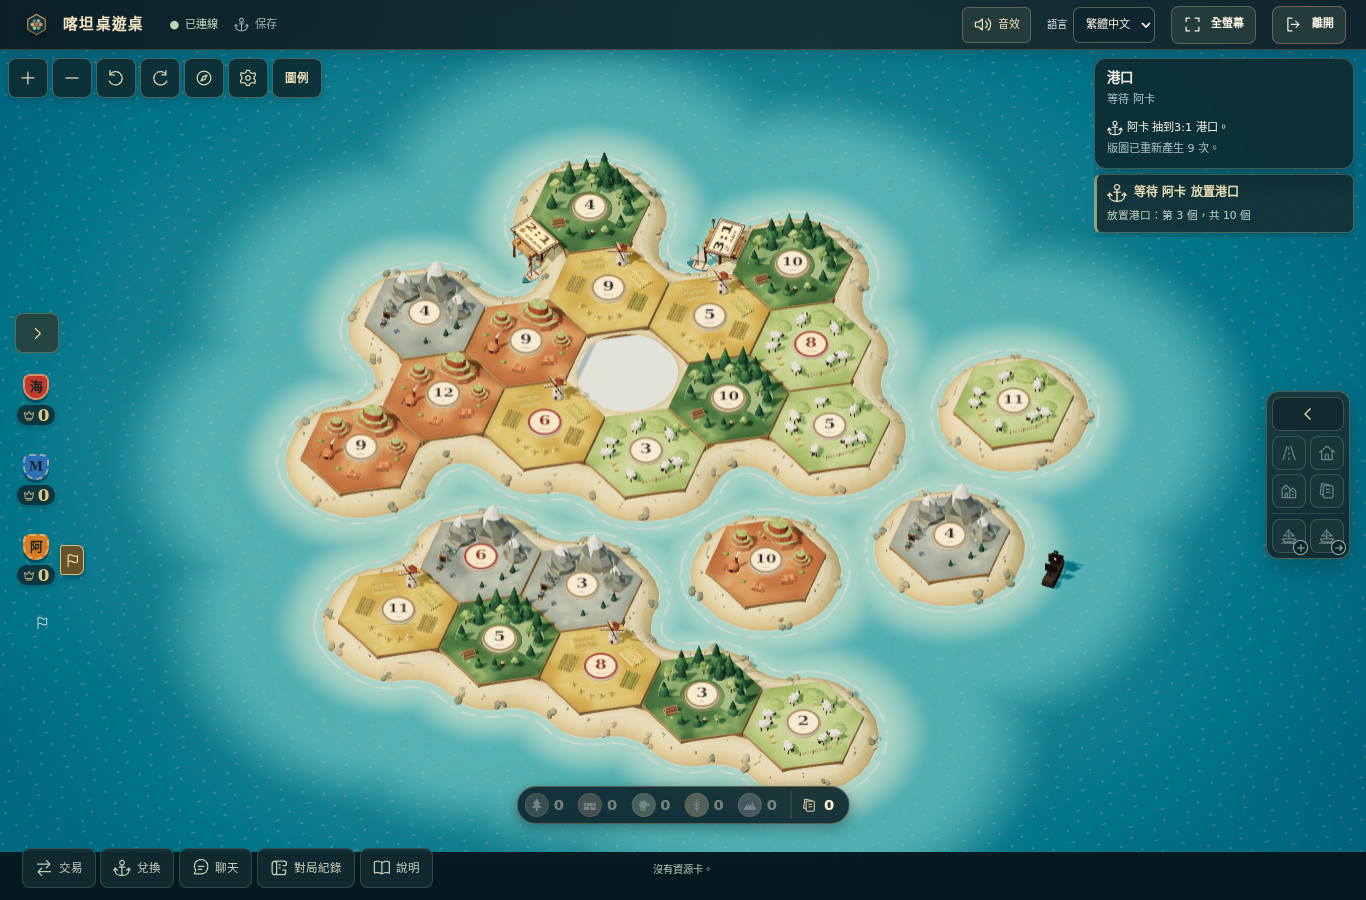 喀坦桌遊桌
已連線
保存
音效
語言
繁體中文
全螢幕
離開
圖例
港口
等待 阿卡
阿卡 抽到3:1 港口。
版圖已重新產生 9 次。
等待 阿卡 放置港口
放置港口：第 3 個，共 10 個
4
2:1
3:1
10
9
4
5
9
8
12
10
11
6
5
9
3
4
6
10
3
11
5
8
3
2
海
0
M
0
阿
0
0
0
0
0
0
0
交易
兌換
聊天
對局紀錄
說明
沒有資源卡。